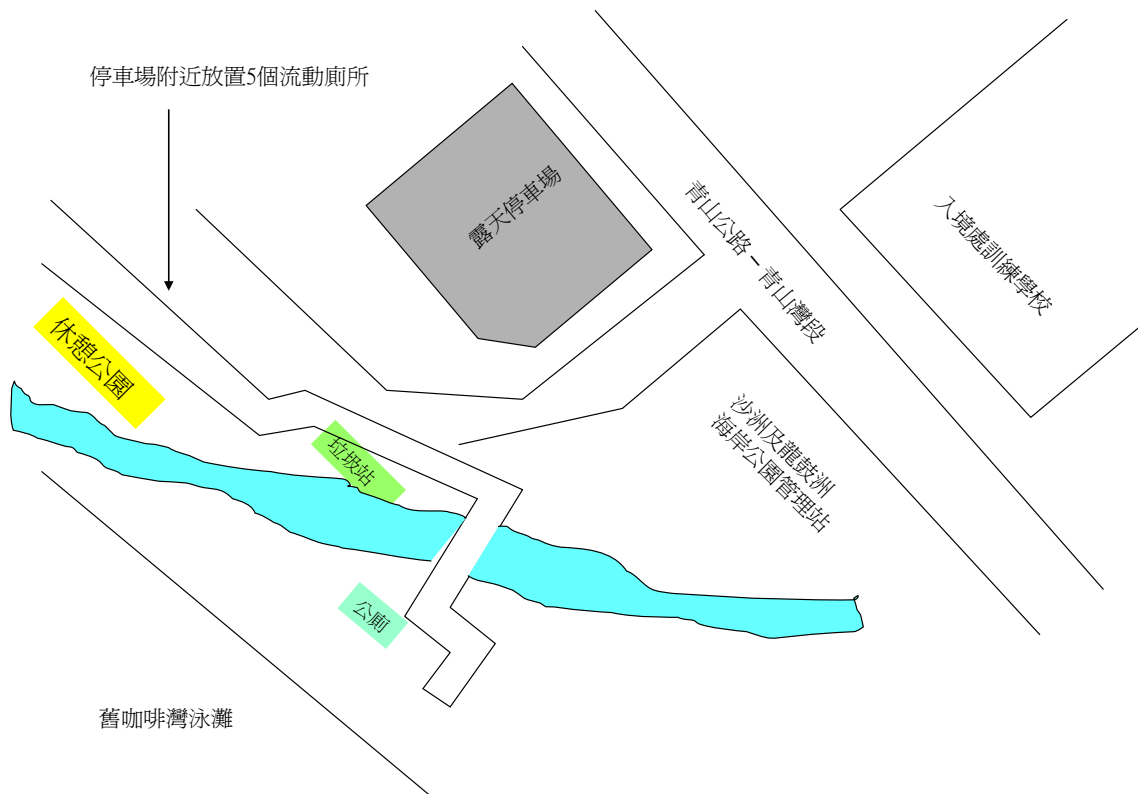 停車場附近放置5個流動廁所
露天停車場
青山公路－青山灣段
入境處訓練學校
休憩公園
垃圾站
沙洲及龍鼓洲
海岸公園管理站
公廁
舊咖啡灣泳灘